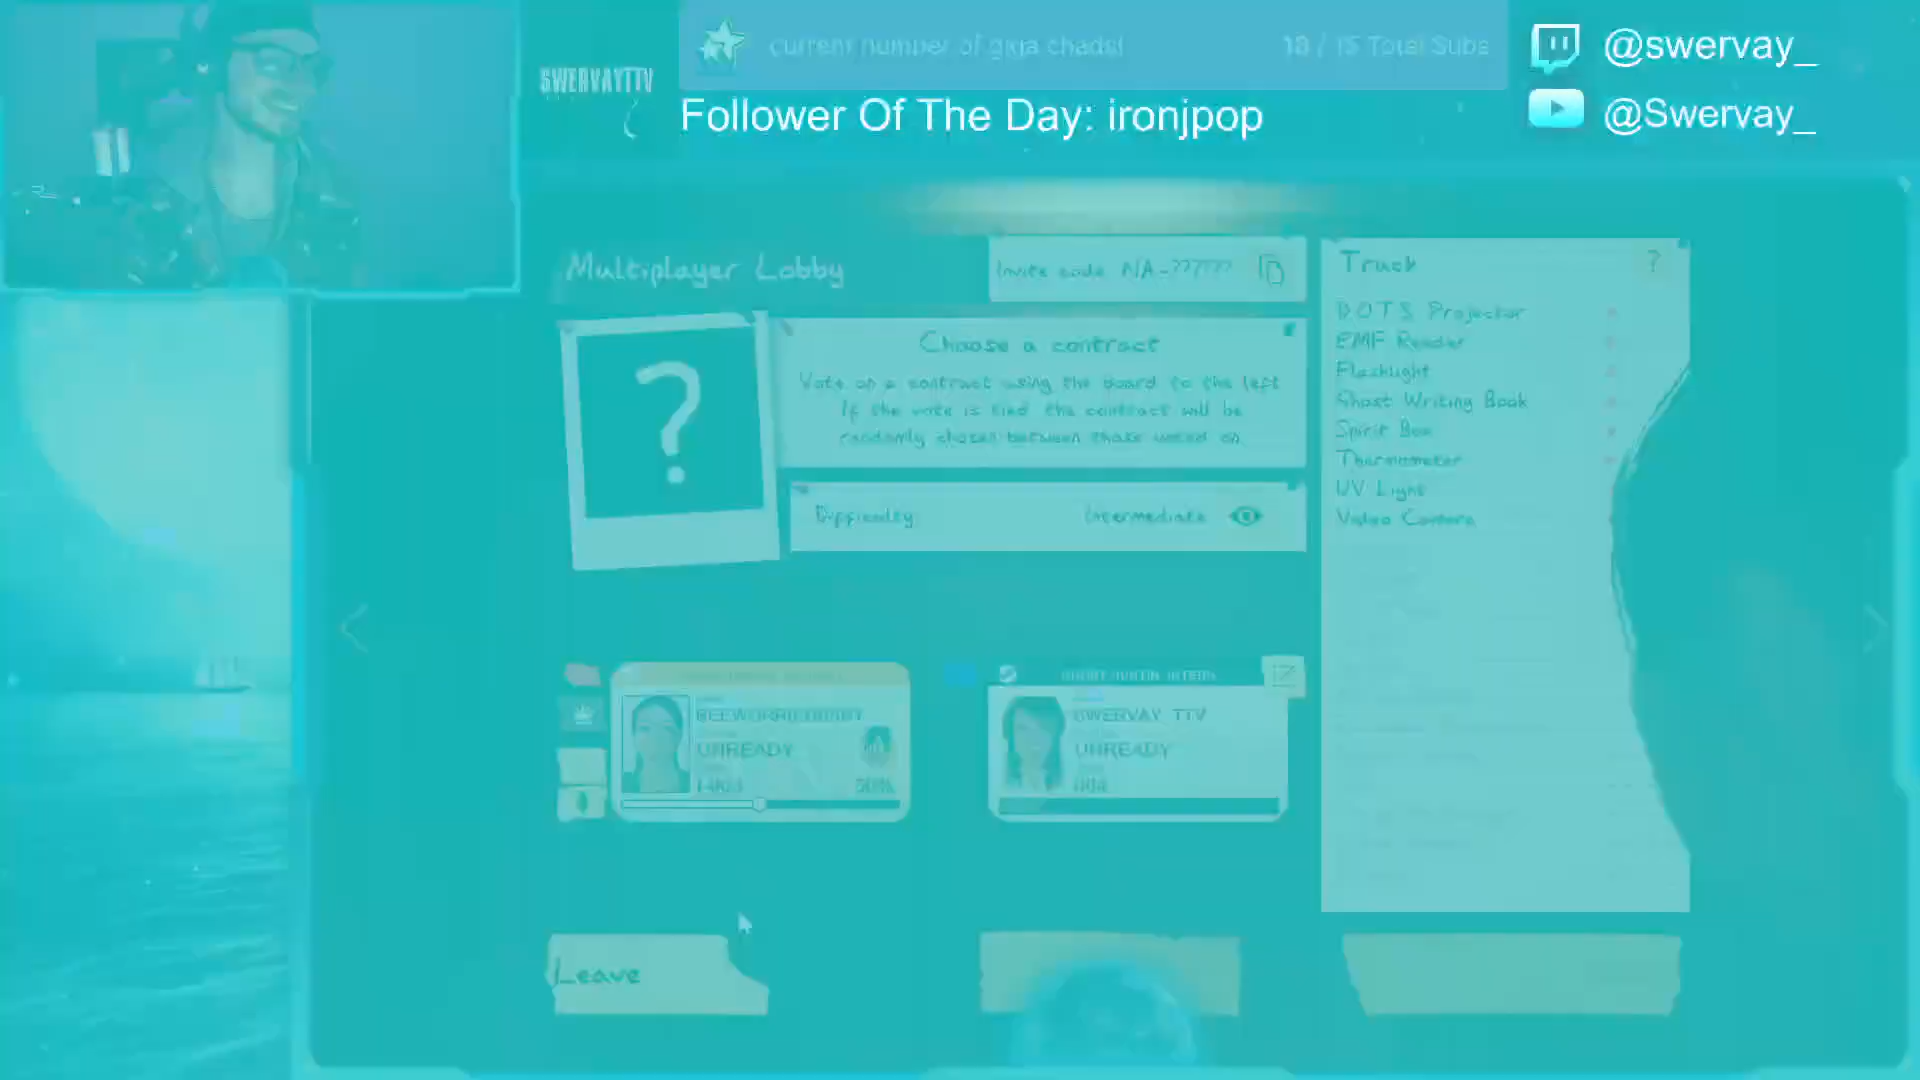 current number of giga chads!
13 / 15 Total Subs
@swervay_
SWERVAYTTV
Follower Of The Day: ironjpop
@Swervay_
Multiplayer Lobby
Invite code NA-??????
Truck
?
Choose a contract
Vote on a contract using the board to the left
If the vote is tied the contract will be
randomly chosen between those voted on
Difficulty
Intermediate
D.O.T.S Projector
EMF Reader
Flashlight
Ghost Writing Book
Spirit Box
Thermometer
UV Light
Video Camera
?
UNREADY
50%
SWERVAY TTV
UNREADY
Leave